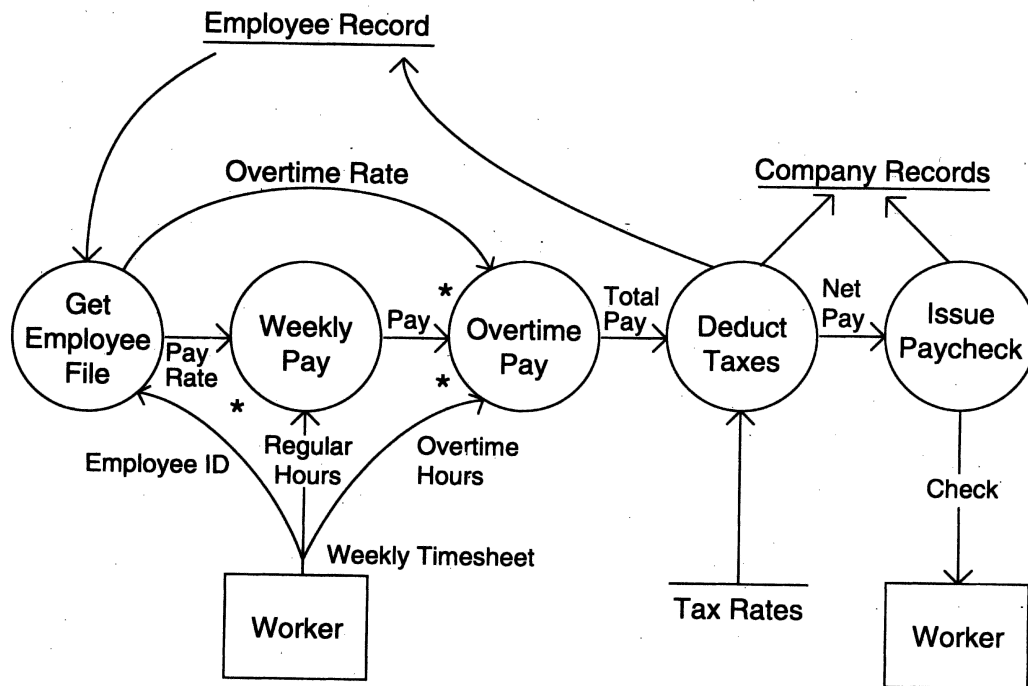 Employee Record
Overtime Rate
Company Records
Get
Employee
File
Pay
Rate
*
Weekly
Pay
Pay
*
*
Overtime
Pay
Total
Pay
Deduct
Taxes
Net
Pay
Issue
Paycheck
Employee ID
Regular
Hours
Overtime
Hours
Check
Weekly Timesheet
Worker
Tax Rates
Worker